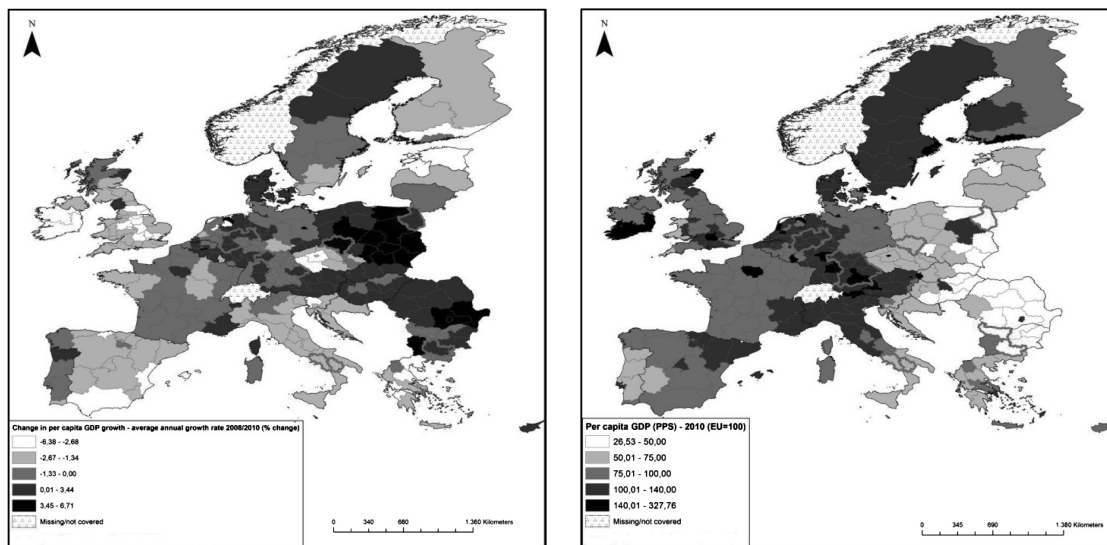 N
Change in per capita GDP growth - average annual growth rate 2008/2010 (% change)
-6,38 - -2,68
-2,67 - -1,34
-1,33 - 0,00
0,01 - 3,44
3,45 - 6,71
Missing/not covered
0 340 680 1.360 Kilometers
N
Per capita GDP (PPS) - 2010 (EU=100)
26,53 - 50,00
50,01 - 75,00
75,01 - 100,00
100,01 - 140,00
140,01 - 327,76
Missing/not covered
0 345 690 1.380 Kilometers